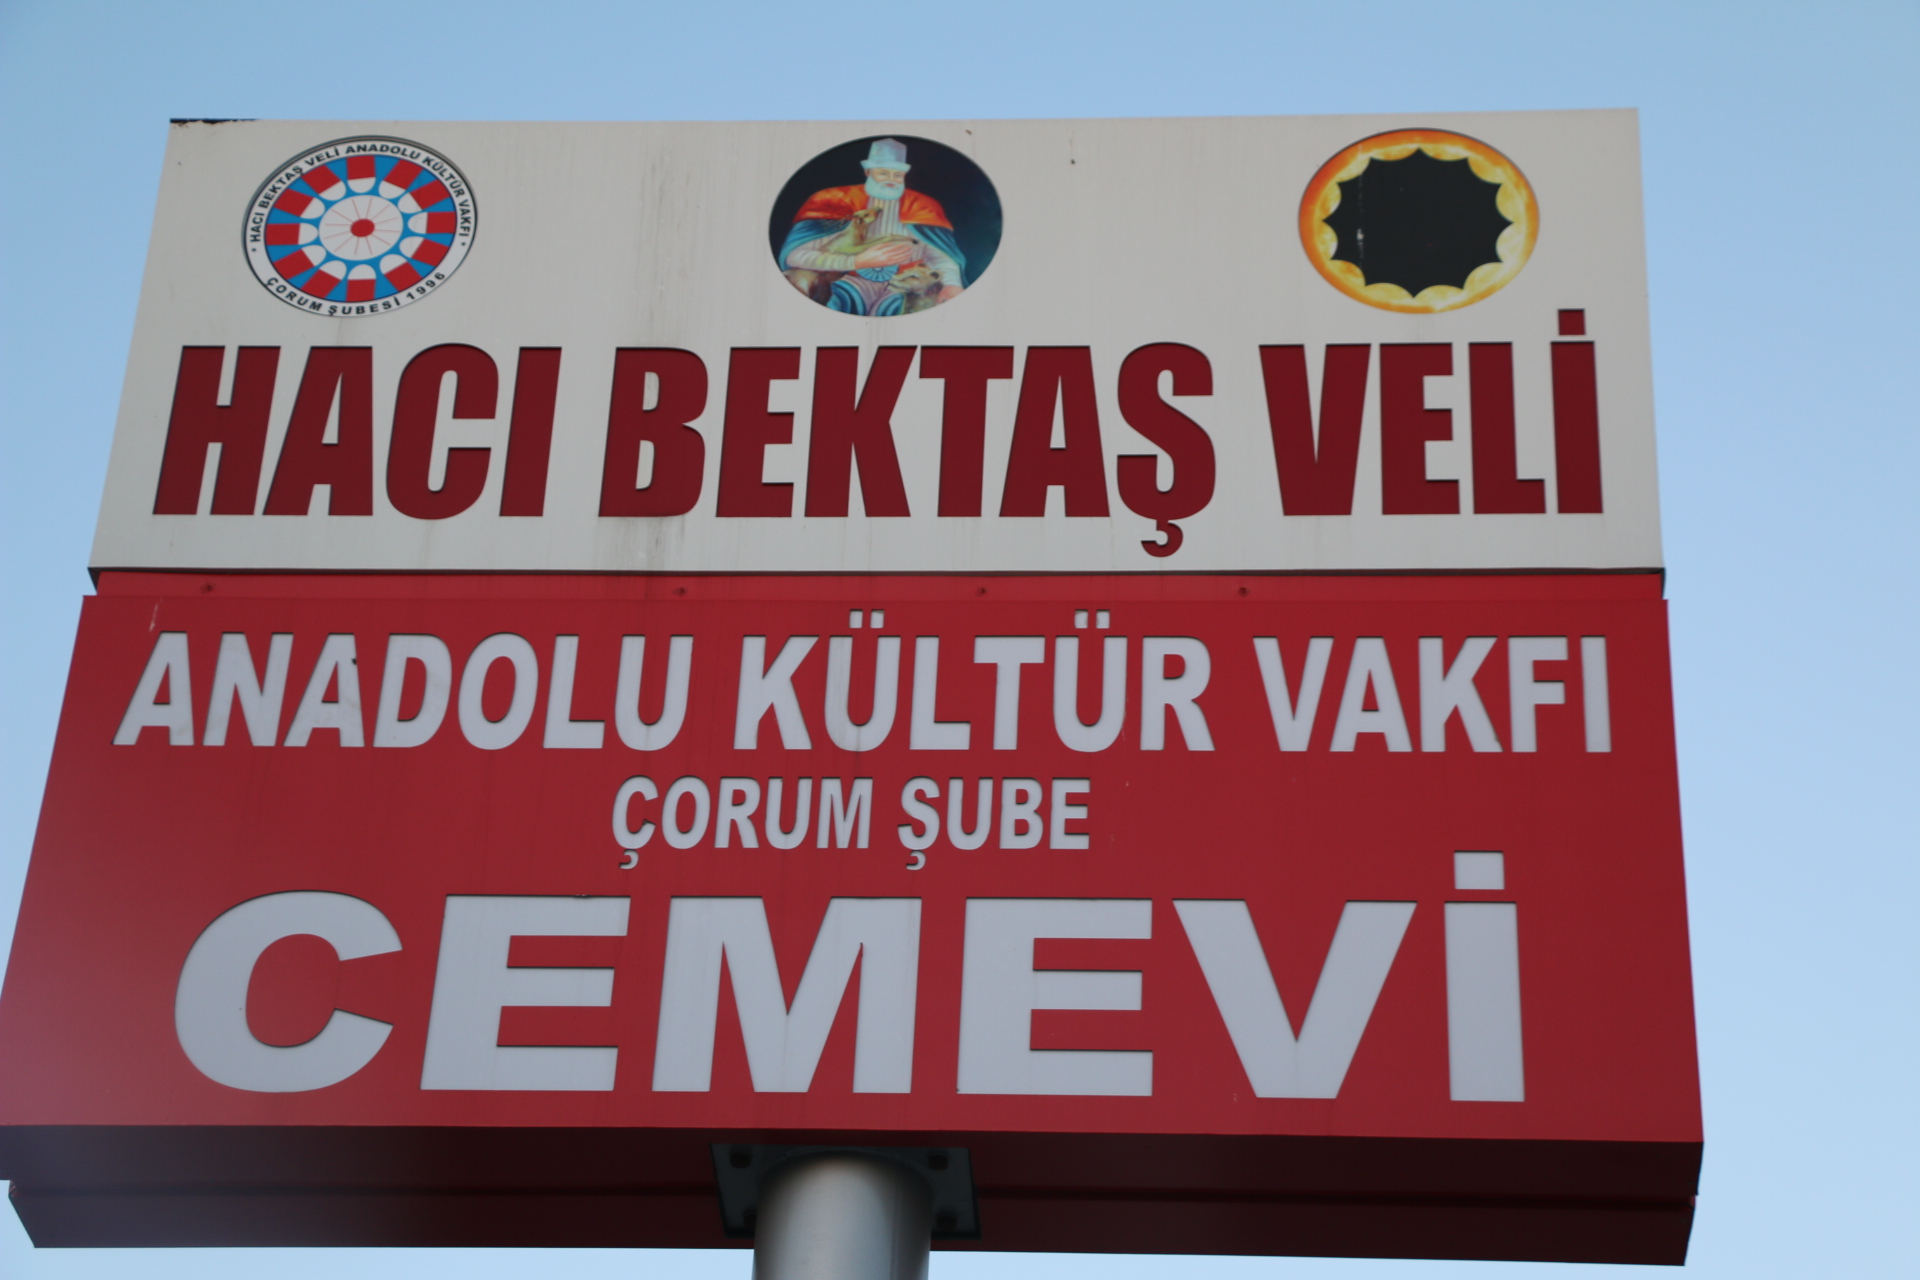 HACI BEKTAŞ VELİ ANADOLU KÜLTÜR VAKFI
ÇORUM ŞUBESİ 1996
HACI BEKTAŞ VELİ
ANADOLU KÜLTÜR VAKFI
ÇORUM ŞUBE
CEMEVİ